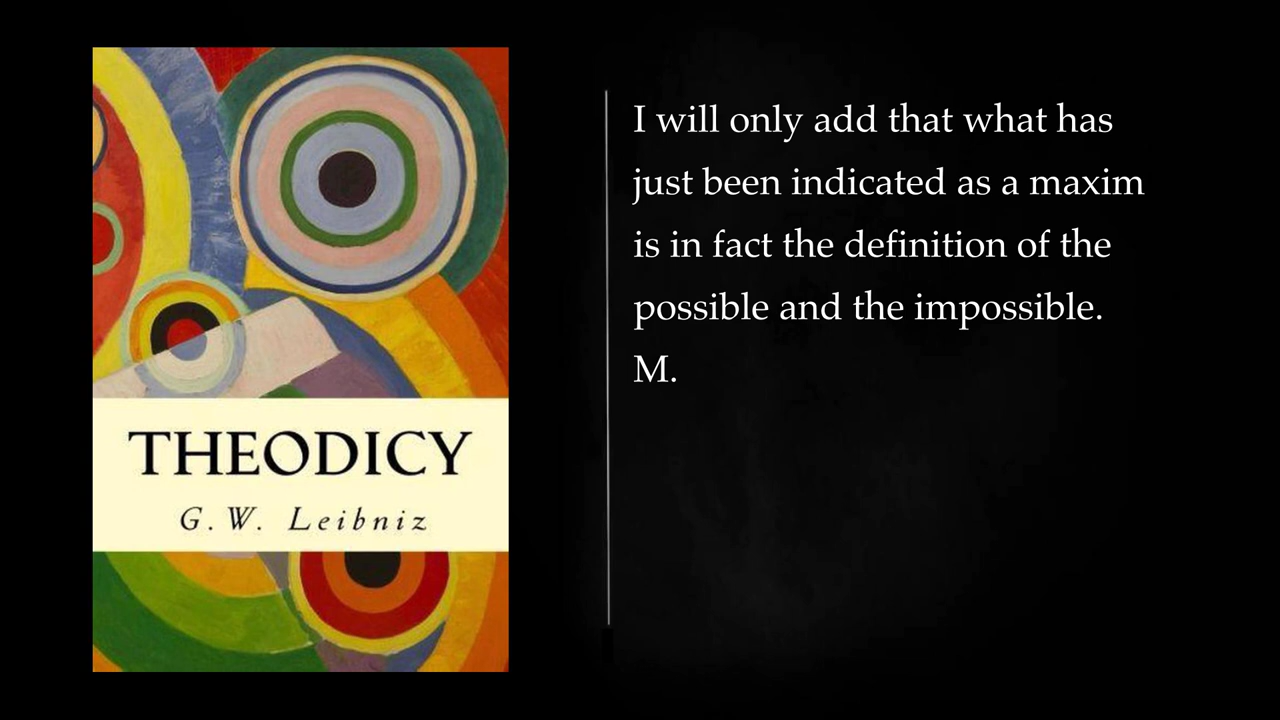 THEODICY
G. W. Leibniz
I will only add that what has
just been indicated as a maxim
is in fact the definition of the
possible and the impossible.
M.